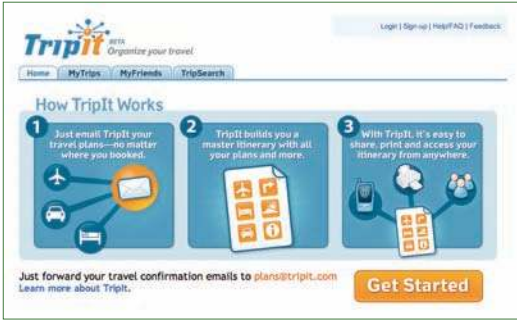 Login | Sign-up | Help/FAQ | Feedback
TripIt BETA Organize your travel
Home MyTrips MyFriends TripSearch
How TripIt Works
1
Just email TripIt your
travel plans—no matter
where you booked.
2
TripIt builds you a
master itinerary with all
your plans and more.
3
With TripIt, it's easy to
share, print and access your
itinerary from anywhere.
Just forward your travel confirmation emails to plans@tripit.com
Learn more about TripIt.
Get Started